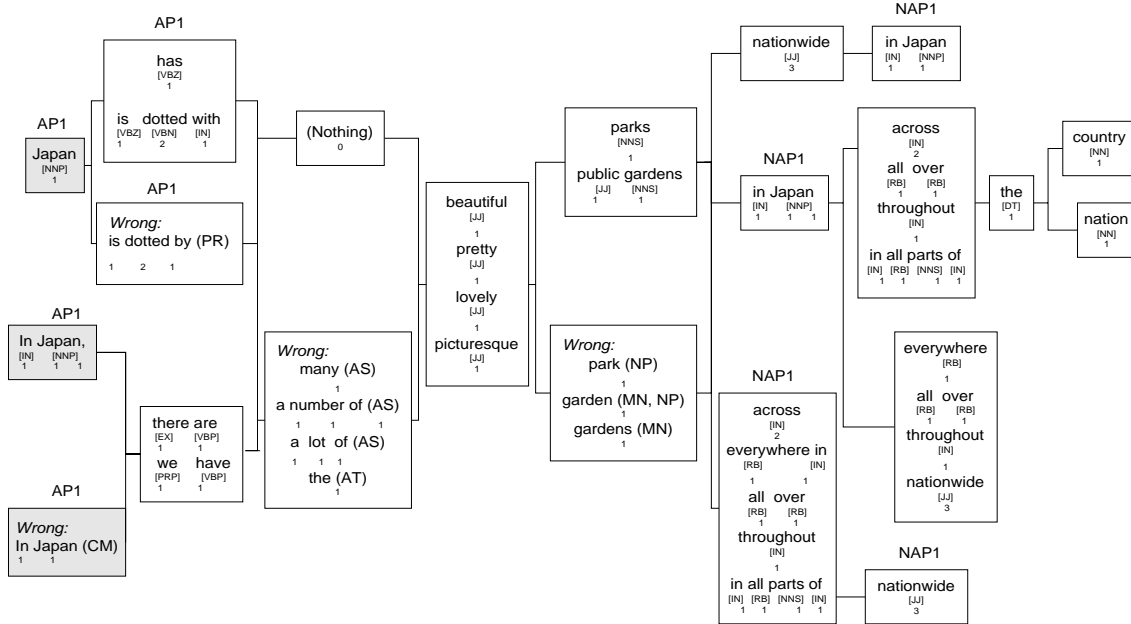 AP1
Japan
[NNP]
1
AP1
has
[VBZ]
1
is dotted with
[VBZ] [VBN] [IN]
1 2 1
AP1
Wrong:
is dotted by (PR)
1 2 1
AP1
In Japan,
[IN] [NNP]
1 1 1
AP1
Wrong:
In Japan (CM)
1 1
there are
[EX] [VBP]
1 1
we have
[PRP] [VBP]
1 1
(Nothing)
0
Wrong:
many (AS)
1
a number of (AS)
1 1 1
a lot of (AS)
1 1 1
the (AT)
1
beautiful
[JJ]
1
pretty
[JJ]
1
lovely
[JJ]
1
picturesque
[JJ]
1
parks
[NNS]
1
public gardens
[JJ] [NNS]
1 1
Wrong:
park (NP)
1
garden (MN, NP)
1
gardens (MN)
1
nationwide
[JJ]
3
NAP1
in Japan
[IN] [NNP]
1 1
NAP1
in Japan
[IN] [NNP]
1 1 1
across
[IN]
2
all over
[RB] [RB]
1 1
throughout
[IN]
1
in all parts of
[IN] [RB] [NNS] [IN]
1 1 1 1
the
[DT]
1
country
[NN]
1
nation
[NN]
1
everywhere
[RB]
1
all over
[RB] [RB]
1 1
throughout
[IN]
1
nationwide
[JJ]
3
NAP1
across
[IN]
2
everywhere in
[RB] [IN]
1 1
all over
[RB] [RB]
1 1
throughout
[IN]
1
in all parts of
[IN] [RB] [NNS] [IN]
1 1 1 1
NAP1
nationwide
[JJ]
3